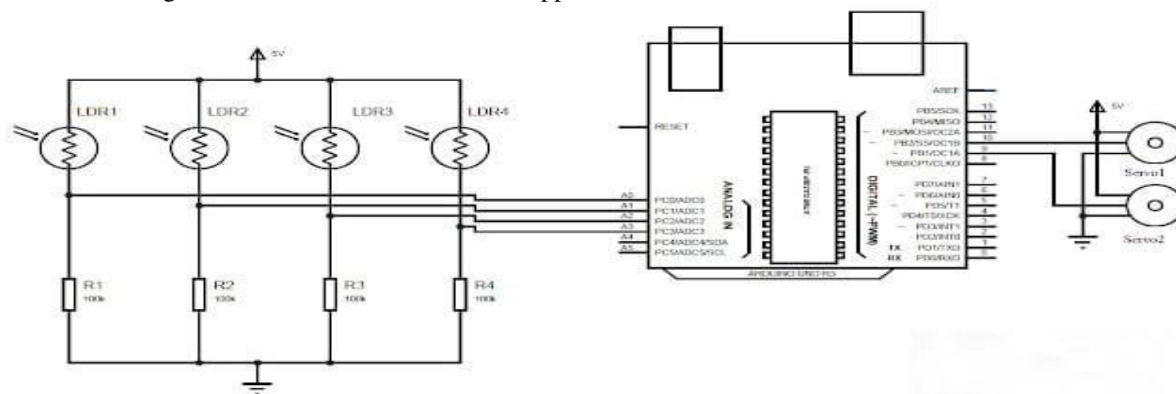 5V
LDR1
LDR2
LDR3
LDR4
R1
100k
R2
100k
R3
100k
R4
100k
RESET
A0
A1
A2
A3
A4
A5
PC0/ADC0
PC1/ADC1
PC2/ADC2
PC3/ADC3
PC4/ADC4/SDA
PC5/ADC5/SCL
ANALOG IN
DIGITAL (~PWM)
AREF
PB5/SCK
PB4/MISO
~ PB3/MOSI/OC2A
~ PB2/SS/OC1B
~ PB1/OC1A
PB0/ICP1/CLKO
PD7/AIN1
~ PD6/AIN0
~ PD5/T1
PD4/T0/XCK
~ PD3/INT1
PD2/INT0
TX PD1/TXD
RX PD0/RXD
13
12
11
10
9
8
7
6
5
4
3
2
1
0
ARDUINO UNO R3
5V
Servo1
Servo2